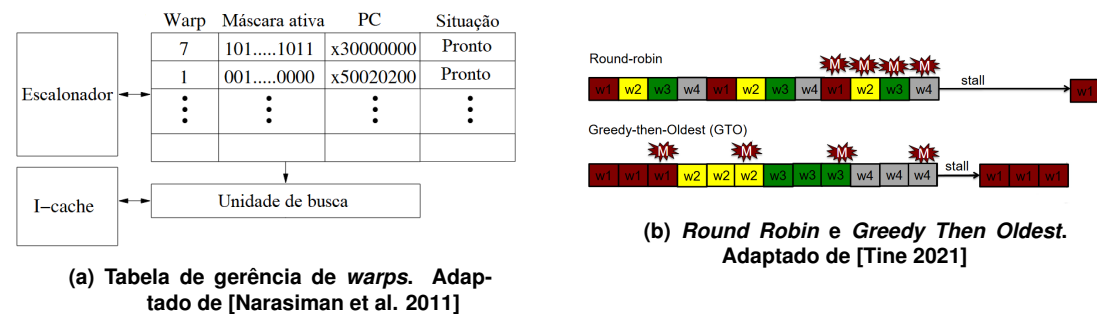 Warp Máscara ativa PC Situação
Escalonador
7 101.....1011 x30000000 Pronto
1 001.....0000 x50020200 Pronto
I−cache
Unidade de busca
(a) Tabela de gerência de warps. Adap-
tado de [Narasiman et al. 2011]
Round-robin
M M M M
w1 w2 w3 w4 w1 w2 w3 w4 w1 w2 w3 w4 stall w1
Greedy-then-Oldest (GTO)
M M M M
w1 w1 w1 w2 w2 w2 w3 w3 w3 w4 w4 w4 stall w1 w1 w1
(b) Round Robin e Greedy Then Oldest.
Adaptado de [Tine 2021]